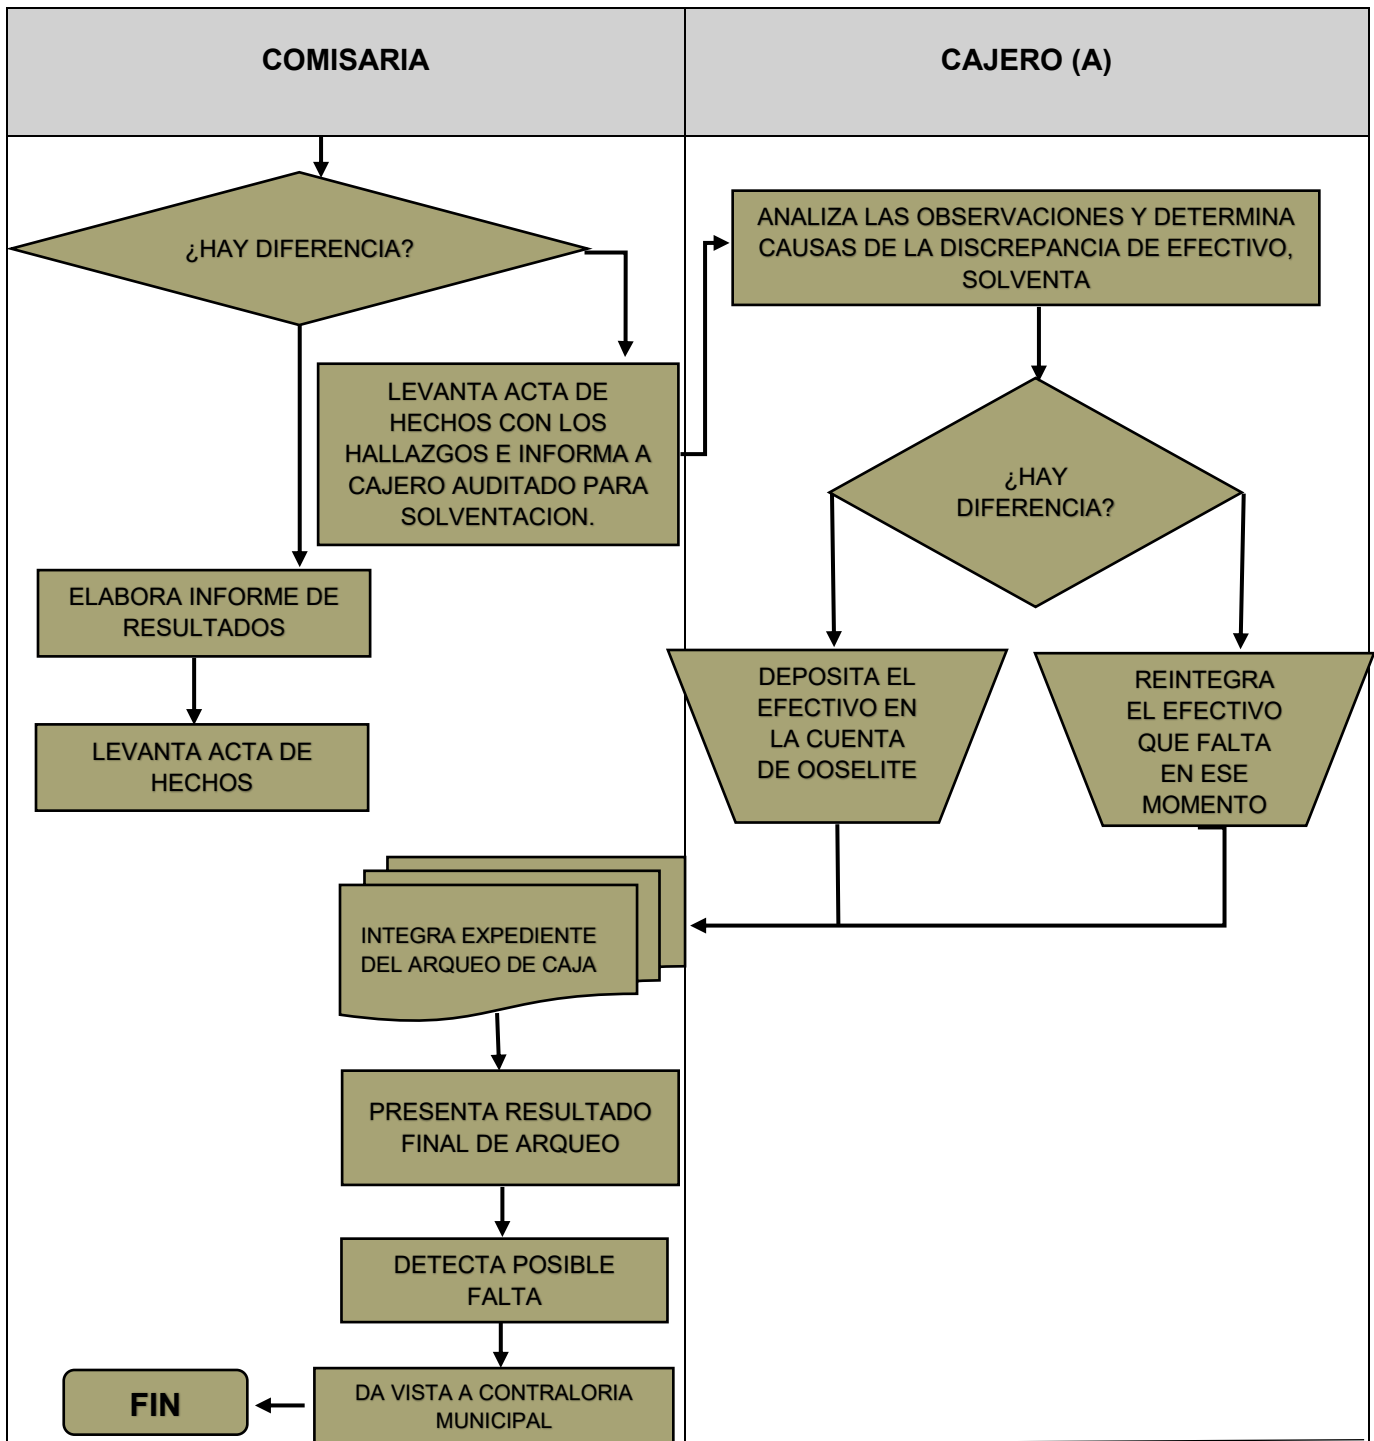 COMISARIA
CAJERO (A)
¿HAY DIFERENCIA?
LEVANTA ACTA DE
HECHOS CON LOS
HALLAZGOS E INFORMA A
CAJERO AUDITADO PARA
SOLVENTACION.
ELABORA INFORME DE
RESULTADOS
LEVANTA ACTA DE
HECHOS
ANALIZA LAS OBSERVACIONES Y DETERMINA
CAUSAS DE LA DISCREPANCIA DE EFECTIVO,
SOLVENTA
¿HAY
DIFERENCIA?
DEPOSITA EL
EFECTIVO EN
LA CUENTA
DE OOSELITE
REINTEGRA
EL EFECTIVO
QUE FALTA
EN ESE
MOMENTO
INTEGRA EXPEDIENTE
DEL ARQUEO DE CAJA
PRESENTA RESULTADO
FINAL DE ARQUEO
DETECTA POSIBLE
FALTA
DA VISTA A CONTRALORIA
MUNICIPAL
FIN